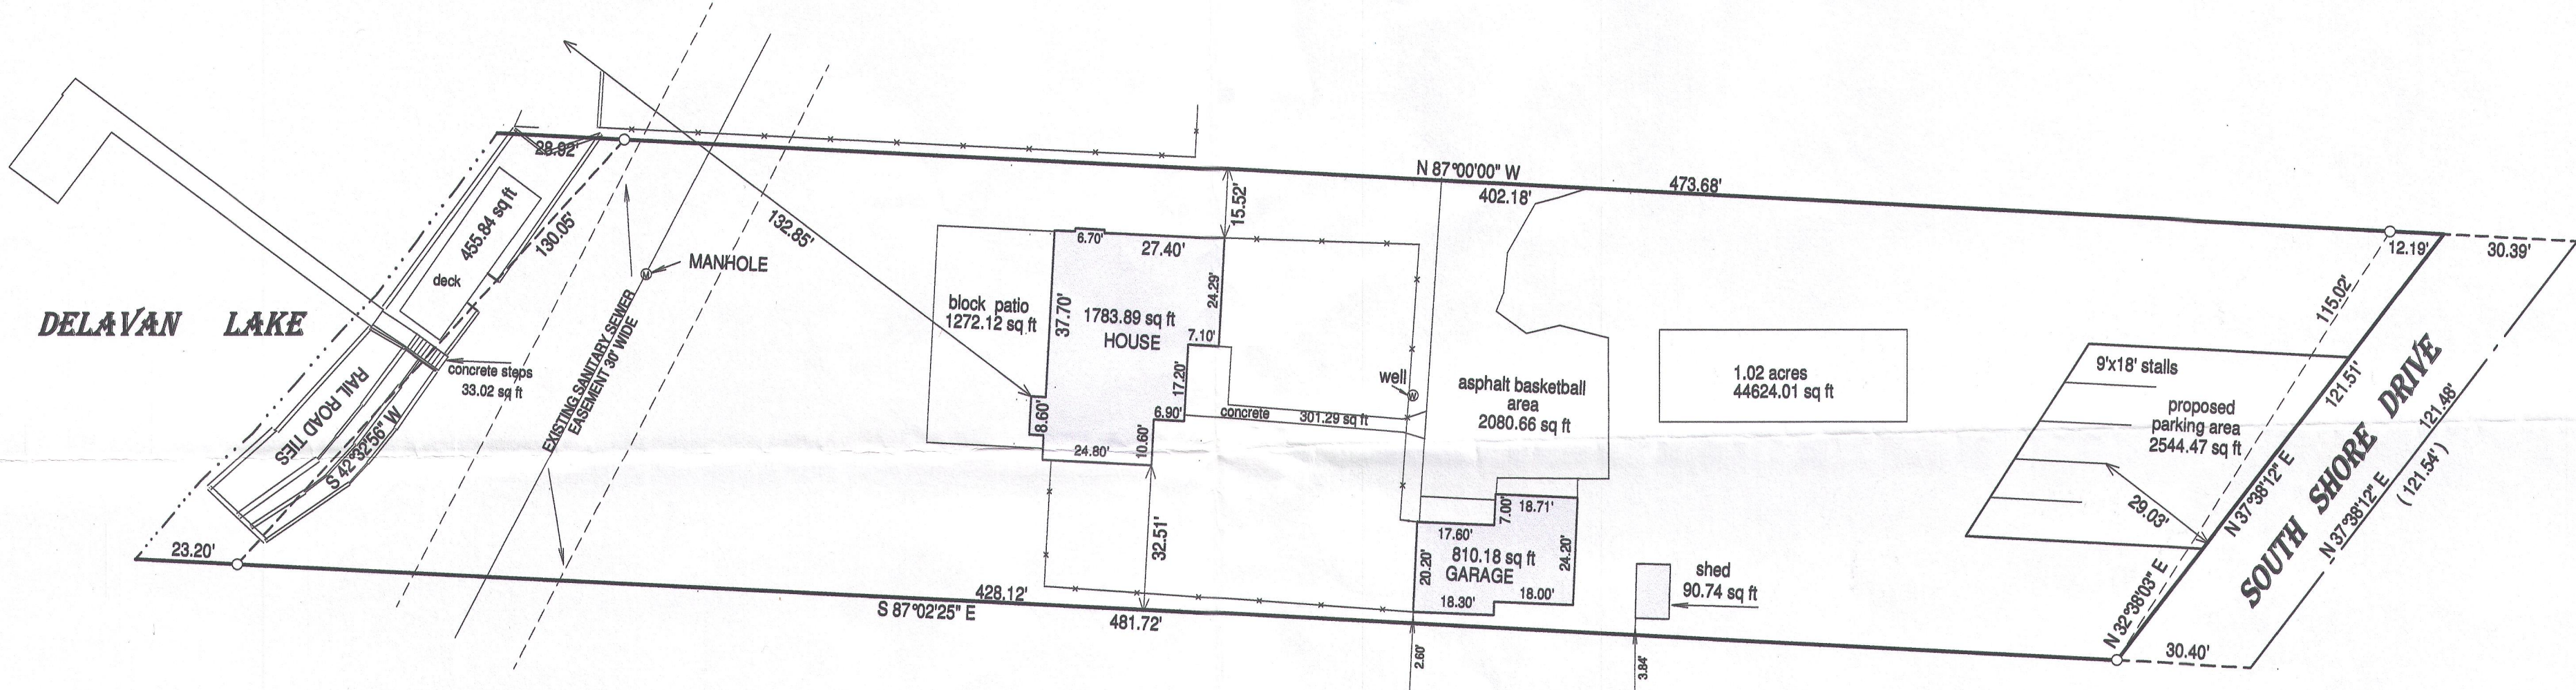 28.02'
N 87°00'00" W
402.18'
473.68'
12.19'
30.39'
455.84 sq ft
deck
130.05'
132.85'
15.52'
MANHOLE
DELAVAN LAKE
RAIL ROAD TIES
concrete steps
33.02 sq ft
S 42°32'56" W
EXISTING SANITARY SEWER
EASEMENT 30' WIDE
block patio
1272.12 sq ft
6.70'
27.40'
37.70'
24.29'
1783.89 sq ft
HOUSE
7.10'
17.20'
8.60'
6.90'
10.60'
24.80'
32.51'
well
concrete
301.29 sq ft
asphalt basketball
area
2080.66 sq ft
1.02 acres
44624.01 sq ft
9'x18' stalls
proposed
parking area
2544.47 sq ft
29.03'
115.02'
121.51'
N 37°38'12" E
SOUTH SHORE DRIVE
121.48'
N 37°38'12" E
(121.54')
N 32°38'03" E
7.00'
18.71'
17.60'
810.18 sq ft
GARAGE
20.20'
24.20'
18.30'
18.00'
shed
90.74 sq ft
23.20'
428.12'
S 87°02'25" E
481.72'
2.60'
3.84'
30.40'
M
W